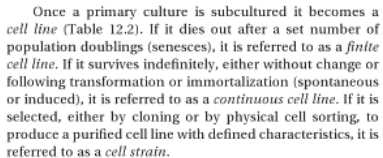 Once a primary culture is subcultured it becomes a
cell line (Table 12.2). If it dies out after a set number of
population doublings (senesces), it is referred to as a finite
cell line. If it survives indefinitely, either without change or
following transformation or immortalization (spontaneous
or induced), it is referred to as a continuous cell line. If it is
selected, either by cloning or by physical cell sorting, to
produce a purified cell line with defined characteristics, it is
referred to as a cell strain.